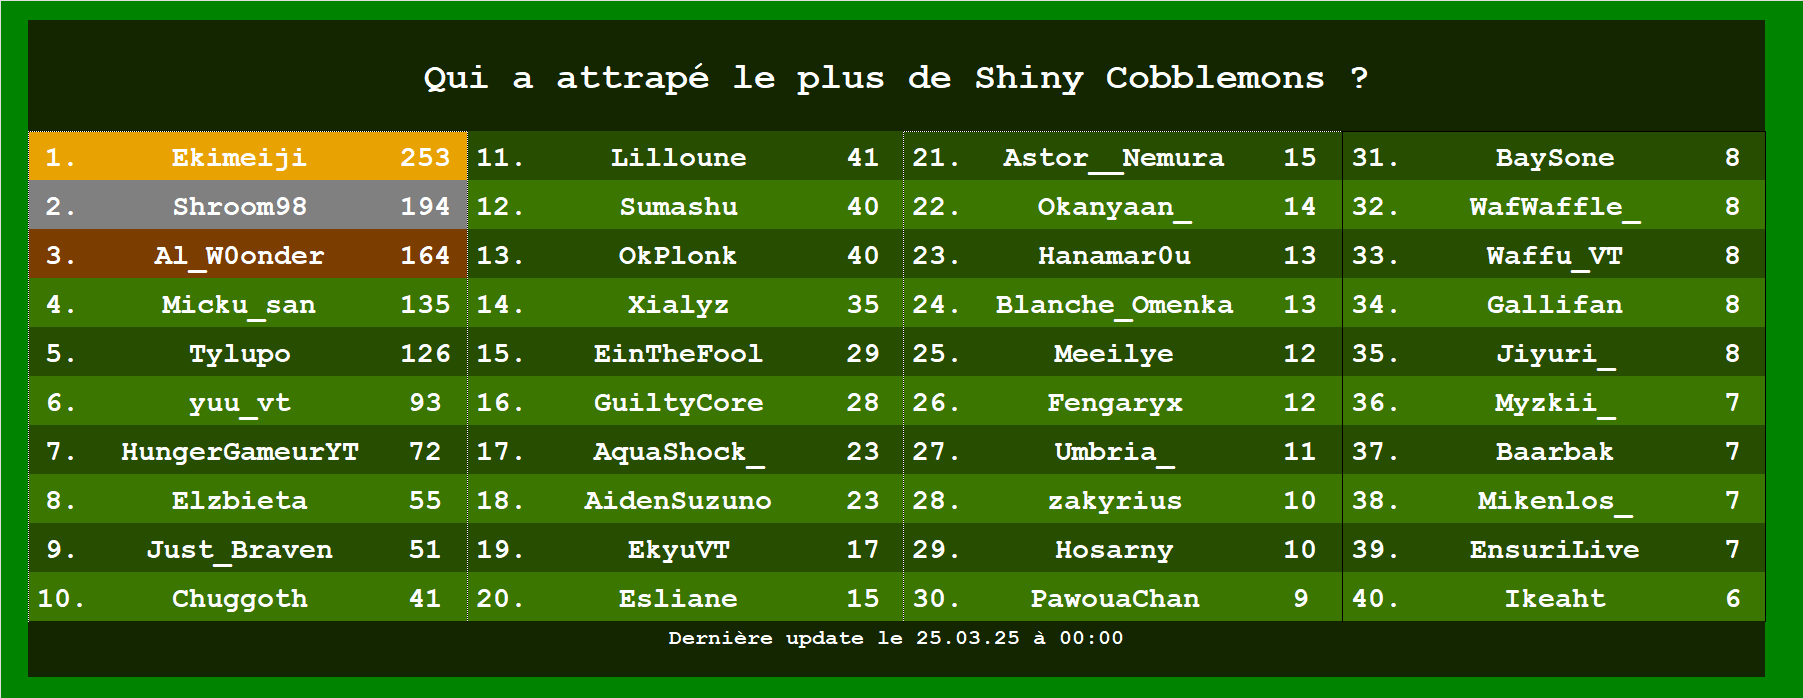 Qui a attrapé le plus de Shiny Cobblemons ?
1. Ekimeiji 253
2. Shroom98 194
3. Al_W0onder 164
4. Micku_san 135
5. Tylupo 126
6. yuu_vt 93
7. HungerGameurYT 72
8. Elzbieta 55
9. Just_Braven 51
10. Chuggoth 41
11. Lilloune 41
12. Sumashu 40
13. OkPlonk 40
14. Xialyz 35
15. EinTheFool 29
16. GuiltyCore 28
17. AquaShock_ 23
18. AidenSuzuno 23
19. EkyuVT 17
20. Esliane 15
21. Astor__Nemura 15
22. Okanyaan_ 14
23. Hanamar0u 13
24. Blanche_Omenka 13
25. Meeilye 12
26. Fengaryx 12
27. Umbria_ 11
28. zakyrius 10
29. Hosarny 10
30. PawouaChan 9
31. BaySone 8
32. WafWaffle_ 8
33. Waffu_VT 8
34. Gallifan 8
35. Jiyuri_ 8
36. Myzkii_ 7
37. Baarbak 7
38. Mikenlos_ 7
39. EnsuriLive 7
40. Ikeaht 6
Dernière update le 25.03.25 à 00:00